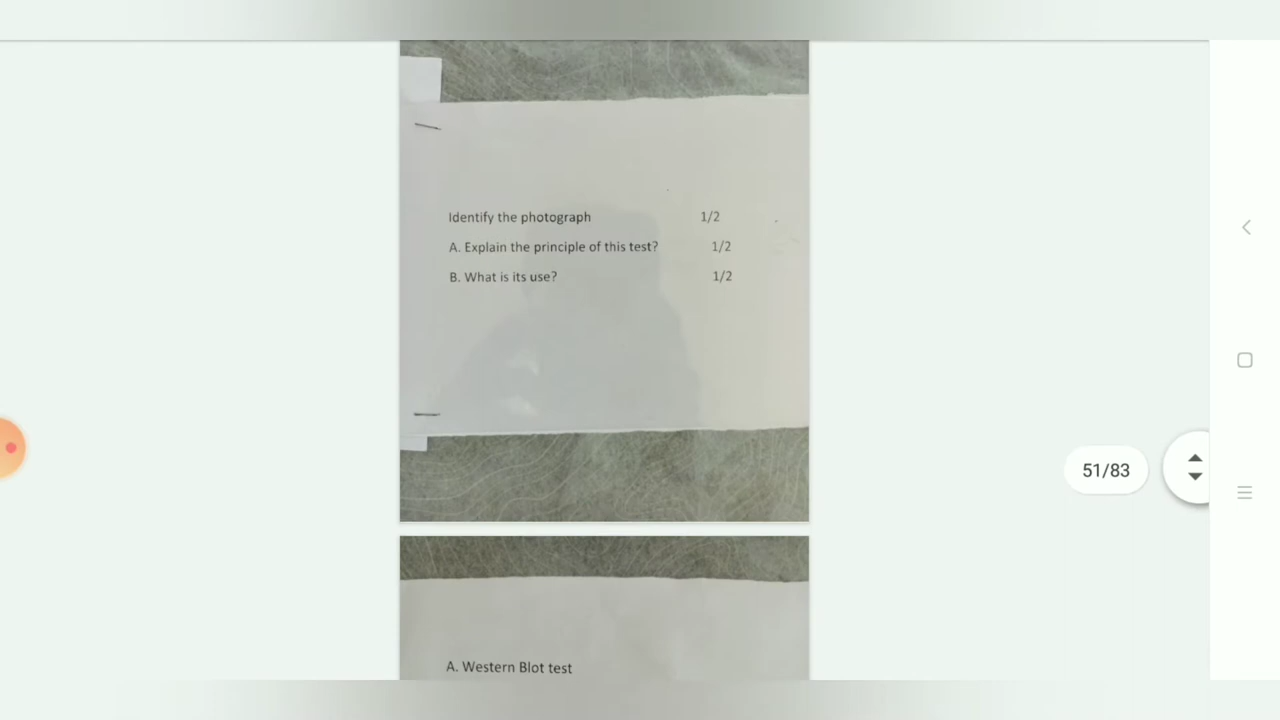 Identify the photograph 1/2
A. Explain the principle of this test? 1/2
B. What is its use? 1/2
51/83
A. Western Blot test